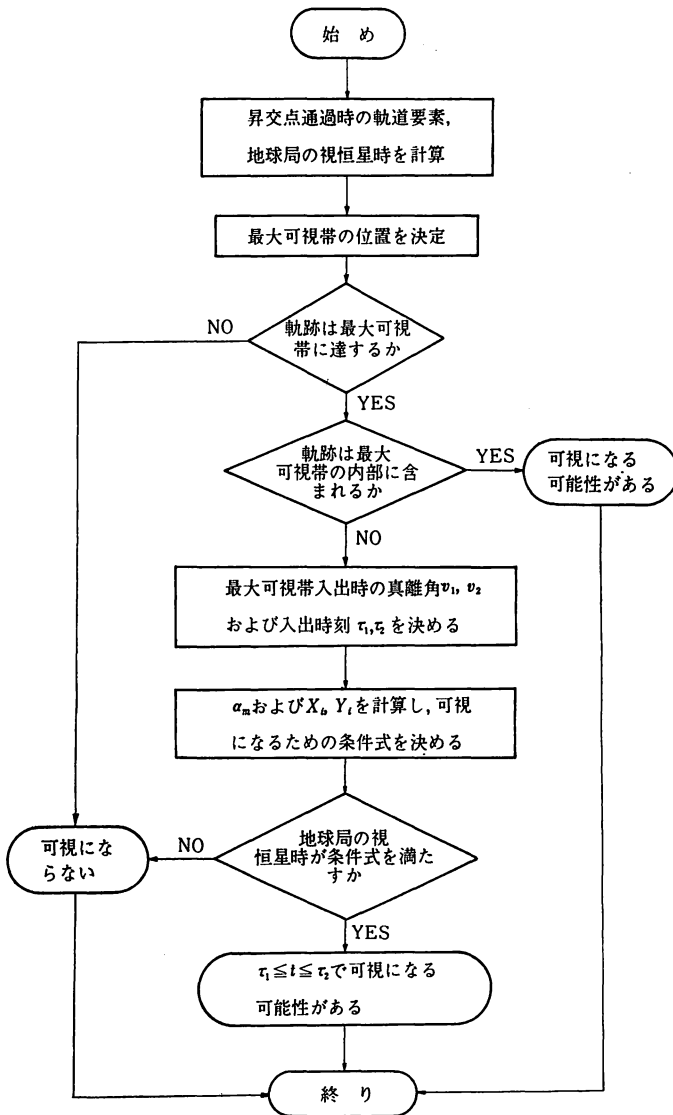 始 め
昇交点通過時の軌道要素,
地球局の視恒星時を計算
最大可視帯の位置を決定
軌跡は最大可視
帯に達するか
NO
YES
軌跡は最大
可視帯の内部に含
まれるか
YES
可視になる
可能性がある
NO
最大可視帯入出時の真離角v₁, v₂
および入出時刻 τ₁,τ₂ を決める
αₘおよびXᵢ, Yᵢを計算し, 可視
になるための条件式を決める
地球局の視
恒星時が条件式を満た
すか
NO
可視にな
らない
YES
τ₁≦t≦τ₂で可視になる
可能性がある
終 り